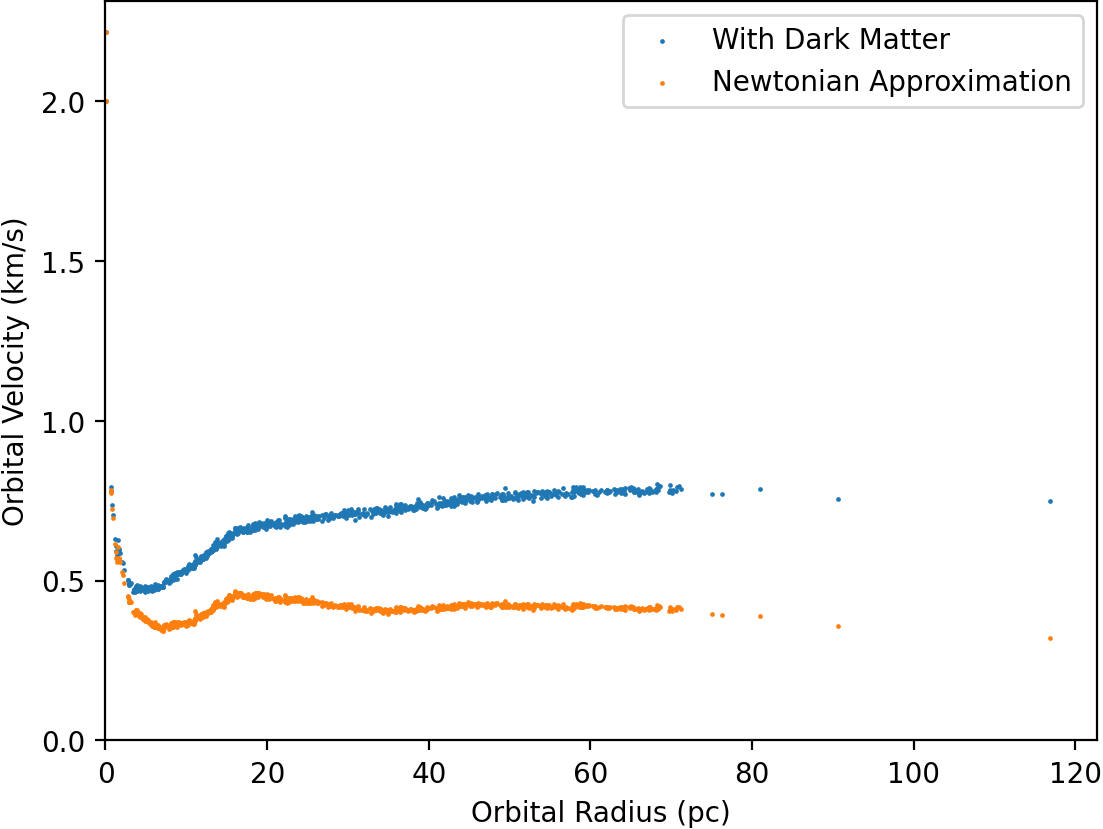 With Dark Matter
Newtonian Approximation
Orbital Velocity (km/s)
2.0
1.5
1.0
0.5
0.0
0 20 40 60 80 100 120
Orbital Radius (pc)